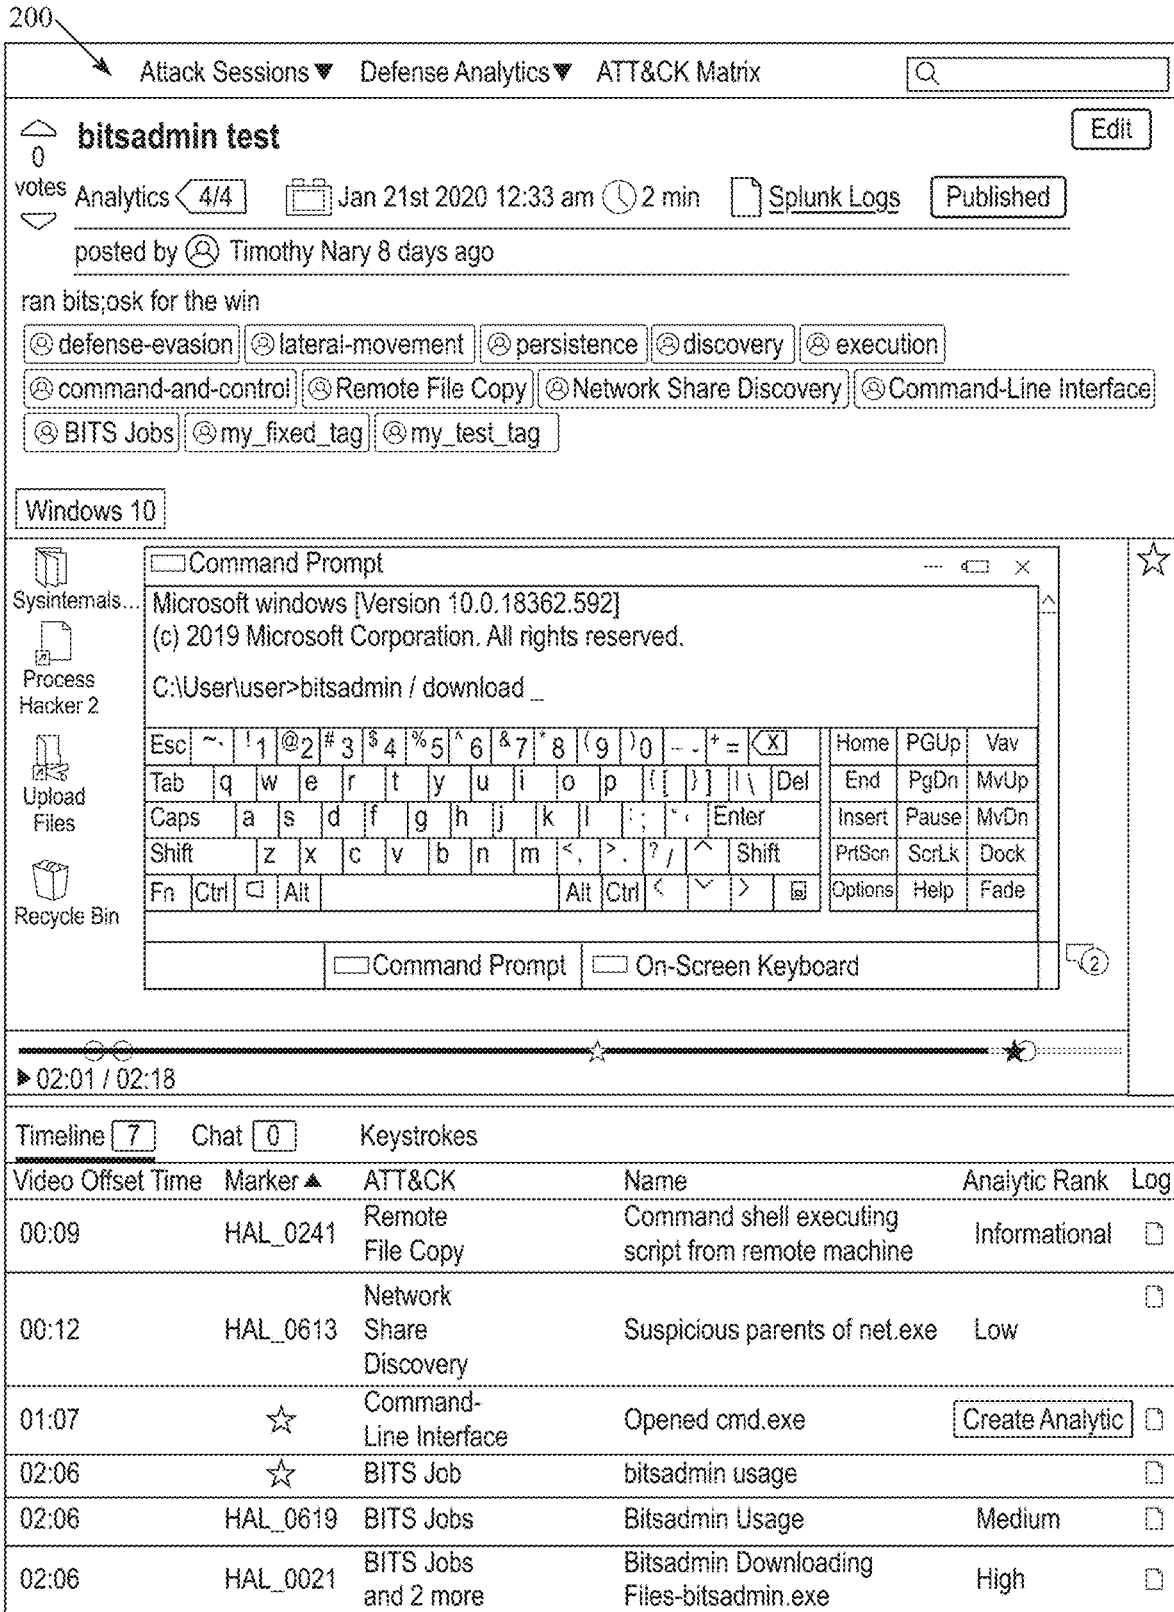 200
Attack Sessions▼ Defense Analytics▼ ATT&CK Matrix
bitsadmin test
Edit
0
votes
Analytics 4/4 Jan 21st 2020 12:33 am 2 min Splunk Logs Published
posted by Timothy Nary 8 days ago
ran bits;osk for the win
defense-evasion lateral-movement persistence discovery execution
command-and-control Remote File Copy Network Share Discovery Command-Line Interface
BITS Jobs my_fixed_tag my_test_tag
Windows 10
Sysinternals...
Process
Hacker 2
Upload
Files
Recycle Bin
Command Prompt
Microsoft windows [Version 10.0.18362.592]
(c) 2019 Microsoft Corporation. All rights reserved.
C:\User\user>bitsadmin / download _
Esc ~ ` ! 1 @ 2 # 3 $ 4 % 5 ^ 6 & 7 * 8 ( 9 ) 0 _ - + = X Home PGUp Vav
Tab q w e r t y u i o p { [ } ] | \ Del End PgDn MvUp
Caps a s d f g h j k l : ; " ' Enter Insert Pause MvDn
Shift z x c v b n m < , > . ? / ^ Shift PrtScn ScrLk Dock
Fn Ctrl Alt Alt Ctrl < ˅ > Options Help Fade
Command Prompt On-Screen Keyboard
2
02:01 / 02:18
Timeline 7 Chat 0 Keystrokes
Video Offset Time Marker▲ ATT&CK Name Analytic Rank Log
00:09 HAL_0241 Remote
File Copy Command shell executing
script from remote machine Informational
00:12 HAL_0613 Network
Share
Discovery Suspicious parents of net.exe Low
01:07 Command-
Line Interface Opened cmd.exe Create Analytic
02:06 BITS Job bitsadmin usage
02:06 HAL_0619 BITS Jobs Bitsadmin Usage Medium
02:06 HAL_0021 BITS Jobs
and 2 more Bitsadmin Downloading
Files-bitsadmin.exe High